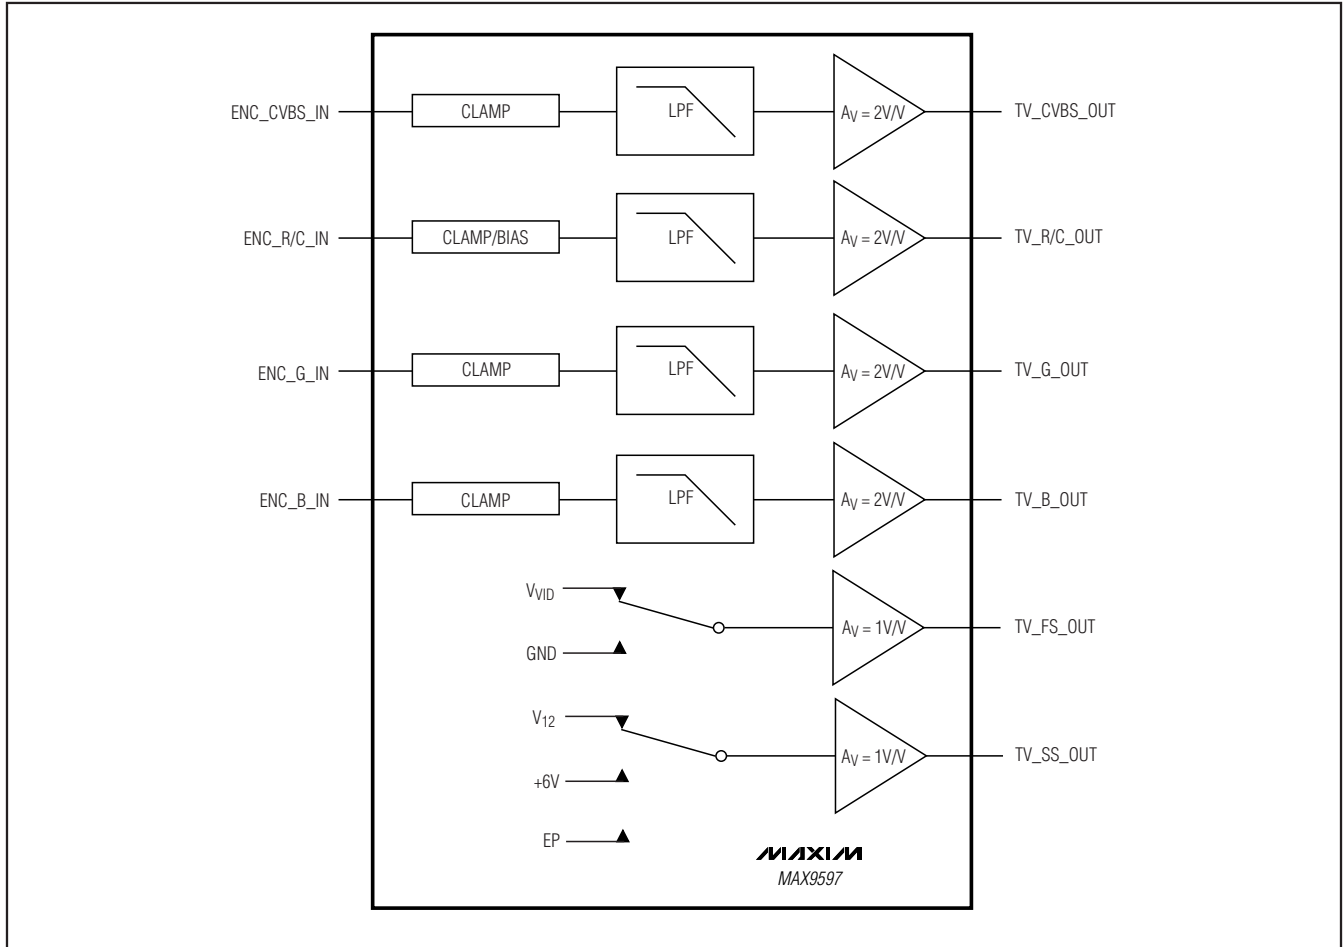 ENC_CVBS_IN CLAMP LPF AV = 2V/V TV_CVBS_OUT
ENC_R/C_IN CLAMP/BIAS LPF AV = 2V/V TV_R/C_OUT
ENC_G_IN CLAMP LPF AV = 2V/V TV_G_OUT
ENC_B_IN CLAMP LPF AV = 2V/V TV_B_OUT
VVID
AV = 1V/V TV_FS_OUT
GND
V12
AV = 1V/V TV_SS_OUT
+6V
EP
MAXIM
MAX9597